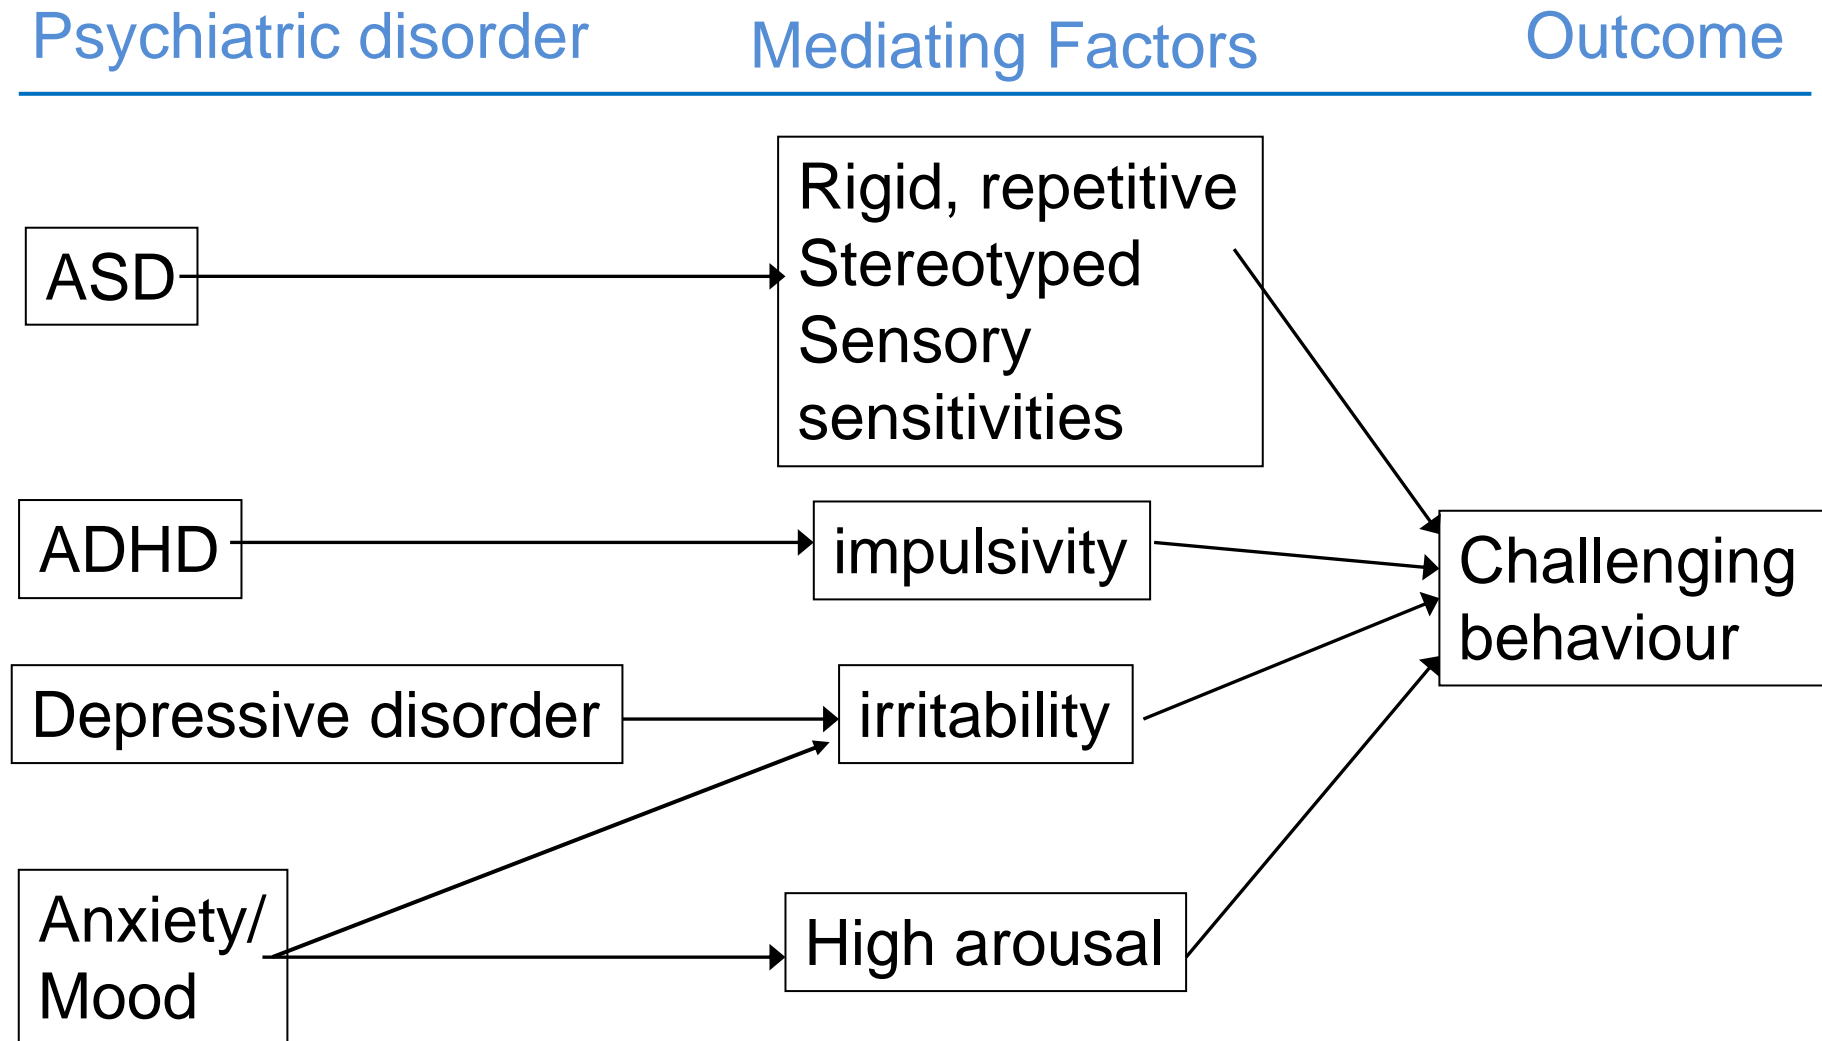 Psychiatric disorder
Mediating Factors
Outcome
ASD
Rigid, repetitive
Stereotyped
Sensory
sensitivities
ADHD
impulsivity
Challenging
behaviour
Depressive disorder
irritability
Anxiety/
Mood
High arousal